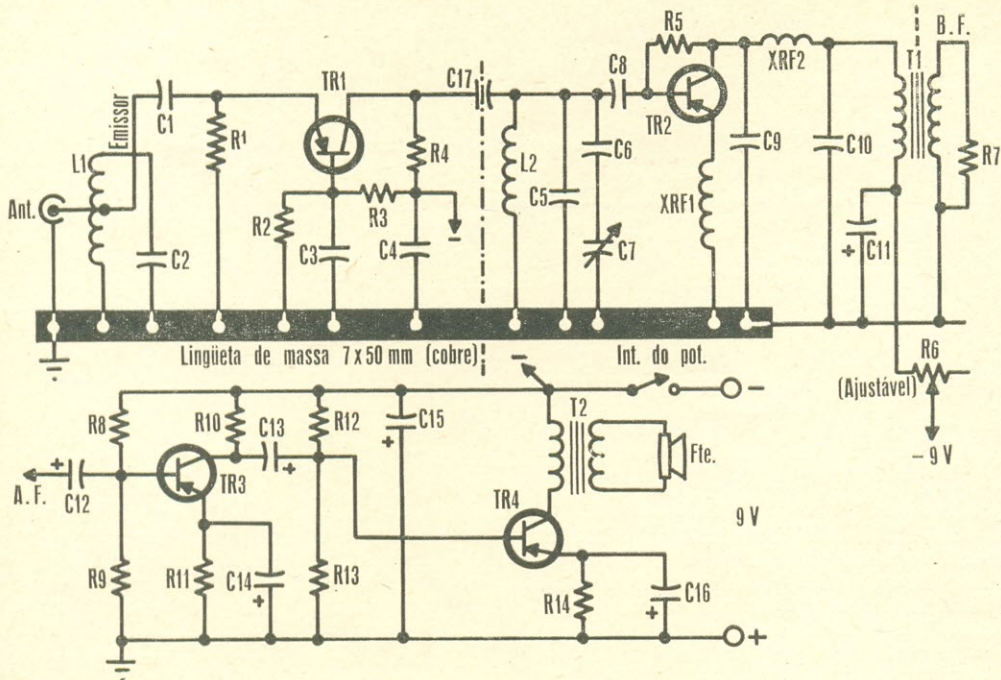 B.F.
R5
T1
TR1
C17
C8
XRF2
Emissor
C1
TR2
R1
R4
L2
C6
C9
C10
R7
L1
C5
XRF1
Ant.
R3
R2
C2
C3
C4
-
C7
C11
+
Lingüeta de massa 7x50 mm (cobre)
-
Int. do pot.
R6
(Ajustável)
-
R8
R10
C13
R12
C15
T2
- 9 V
+
+
+
Fte.
A.F.
C12
TR3
TR4
9 V
R9
R11
C14
R13
R14
C16
+
+
+